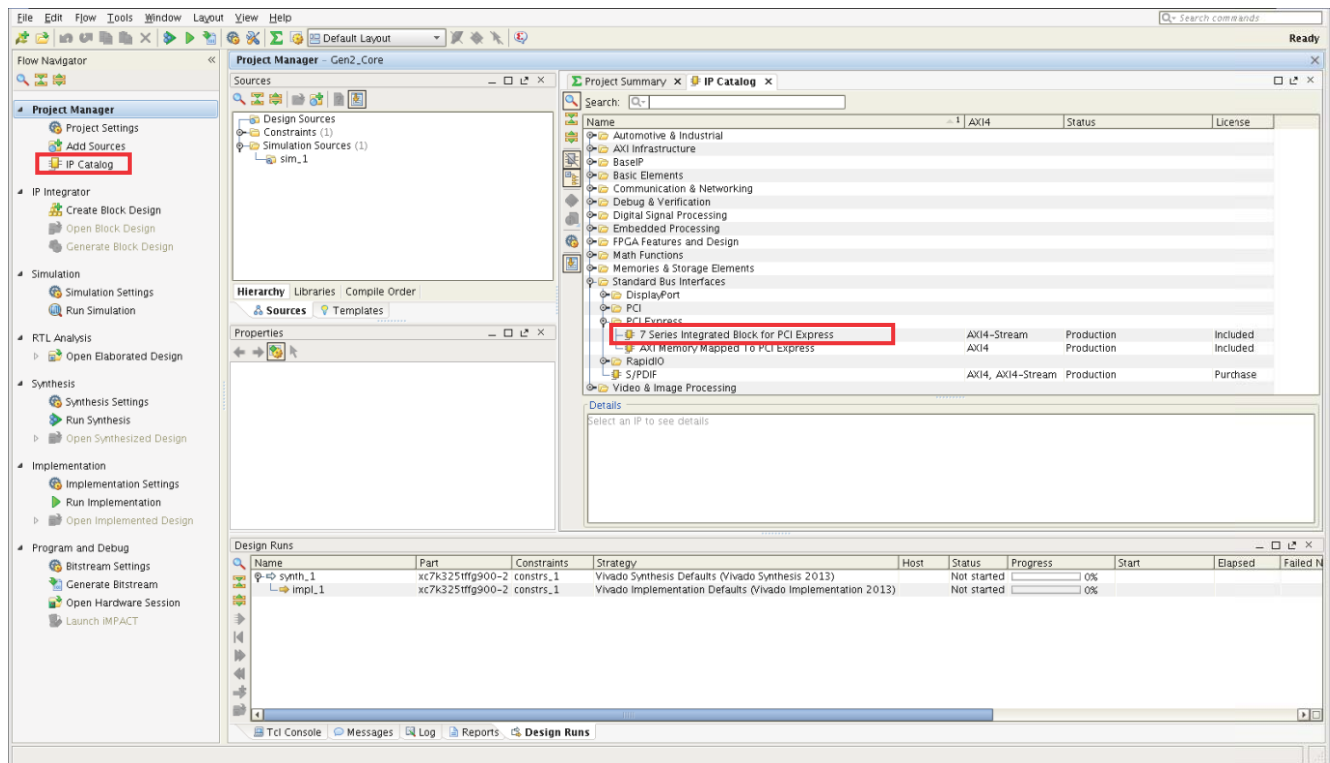 File Edit Flow Tools Window Layout View Help
Search commands
Default Layout
Ready
Flow Navigator
Project Manager
Project Settings
Add Sources
IP Catalog
IP Integrator
Create Block Design
Open Block Design
Generate Block Design
Simulation
Simulation Settings
Run Simulation
RTL Analysis
Open Elaborated Design
Synthesis
Synthesis Settings
Run Synthesis
Open Synthesized Design
Implementation
Implementation Settings
Run Implementation
Open Implemented Design
Program and Debug
Bitstream Settings
Generate Bitstream
Open Hardware Session
Launch iMPACT
Project Manager - Gen2_Core
Sources
Design Sources
Constraints (1)
Simulation Sources (1)
sim_1
Hierarchy Libraries Compile Order
Sources Templates
Properties
Project Summary IP Catalog
Search:
Name 1 AXI4 Status License
Automotive & Industrial
AXI Infrastructure
BaseIP
Basic Elements
Communication & Networking
Debug & Verification
Digital Signal Processing
Embedded Processing
FPGA Features and Design
Math Functions
Memories & Storage Elements
Standard Bus Interfaces
DisplayPort
PCI
PCI Express
7 Series Integrated Block for PCI Express AXI4-Stream Production Included
AXI Memory Mapped To PCI Express AXI4 Production Included
RapidIO
S/PDIF AXI4, AXI4-Stream Production Purchase
Video & Image Processing
Details
Select an IP to see details
Design Runs
Name Part Constraints Strategy Host Status Progress Start Elapsed Failed N
synth_1 xc7k325tffg900-2 constrs_1 Vivado Synthesis Defaults (Vivado Synthesis 2013) Not started 0%
impl_1 xc7k325tffg900-2 constrs_1 Vivado Implementation Defaults (Vivado Implementation 2013) Not started 0%
Tcl Console Messages Log Reports Design Runs